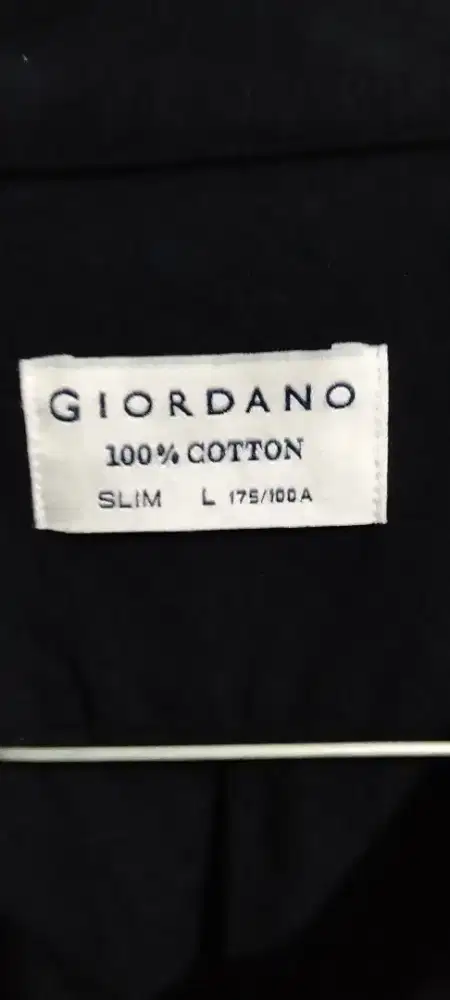 GIORDANO
100% COTTON
SLIM L 175/100A